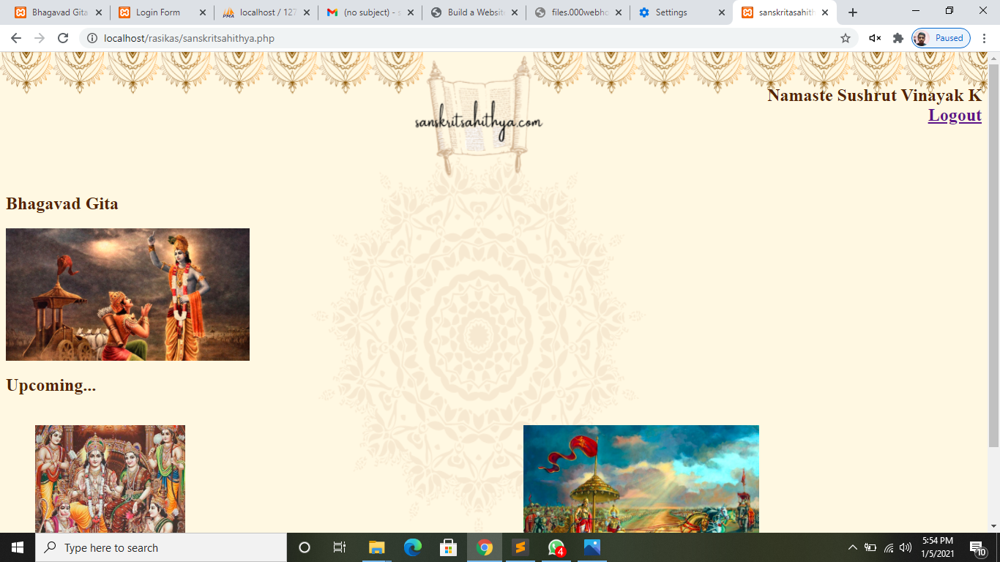 Bhagavad Gita
Login Form
localhost / 127
(no subject) - s
Build a Websit
files.000webho
Settings
sanskritasahith
localhost/rasikas/sanskritsahithya.php
Paused
Namaste Sushrut Vinayak K
Logout
sanskritsahithya.com
Bhagavad Gita
Upcoming...
Type here to search
4
5:54 PM
1/5/2021
10